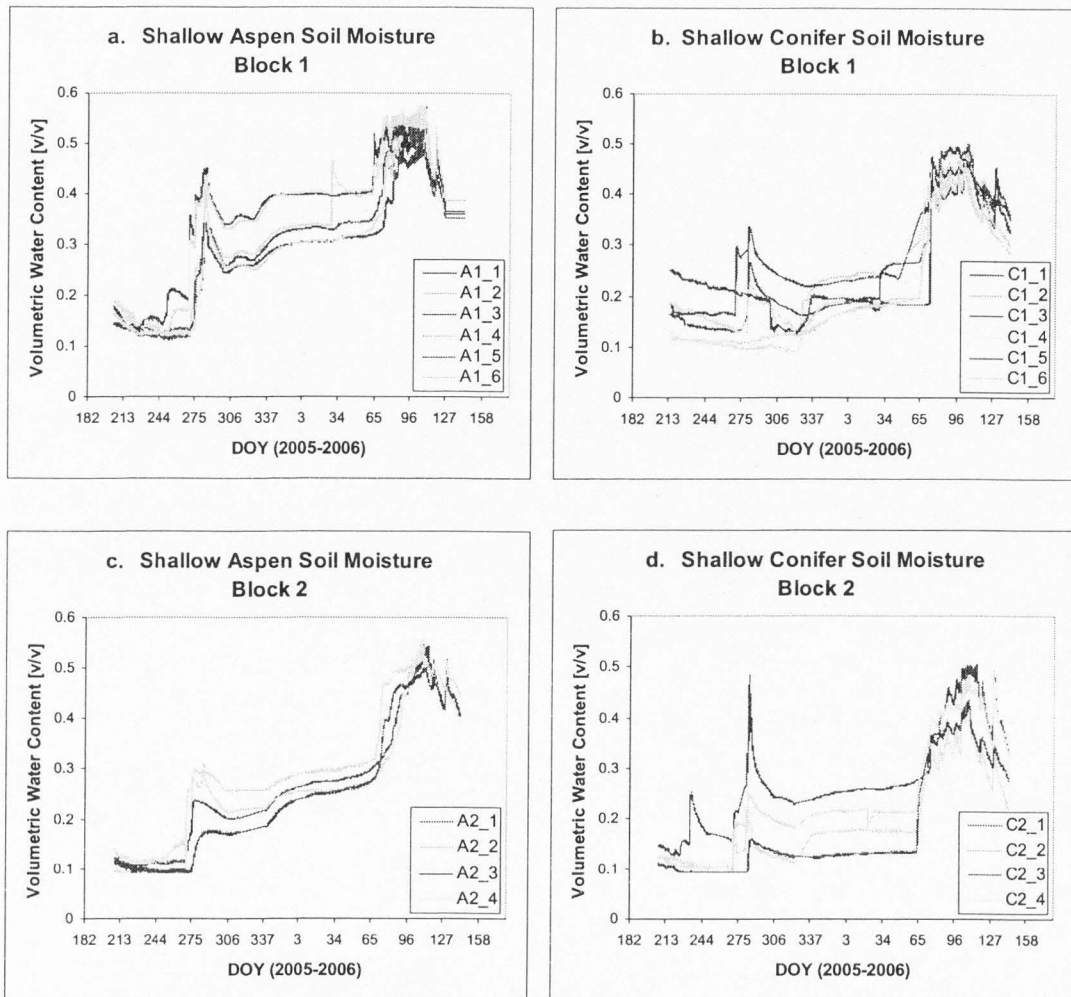 a. Shallow Aspen Soil Moisture
Block 1
Volumetric Water Content [v/v]
0.6
0.5
0.4
0.3
0.2
0.1
0
A1_1
A1_2
A1_3
A1_4
A1_5
A1_6
182 213 244 275 306 337 3 34 65 96 127 158
DOY (2005-2006)
b. Shallow Conifer Soil Moisture
Block 1
Volumetric Water Content [v/v]
0.6
0.5
0.4
0.3
0.2
0.1
0
C1_1
C1_2
C1_3
C1_4
C1_5
C1_6
182 213 244 275 306 337 3 34 65 96 127 158
DOY (2005-2006)
c. Shallow Aspen Soil Moisture
Block 2
Volumetric Water Content [v/v]
0.6
0.5
0.4
0.3
0.2
0.1
0
A2_1
A2_2
A2_3
A2_4
182 213 244 275 306 337 3 34 65 96 127 158
DOY (2005-2006)
d. Shallow Conifer Soil Moisture
Block 2
Volumetric Water Content [v/v]
0.6
0.5
0.4
0.3
0.2
0.1
0
C2_1
C2_2
C2_3
C2_4
182 213 244 275 306 337 3 34 65 96 127 158
DOY (2005-2006)